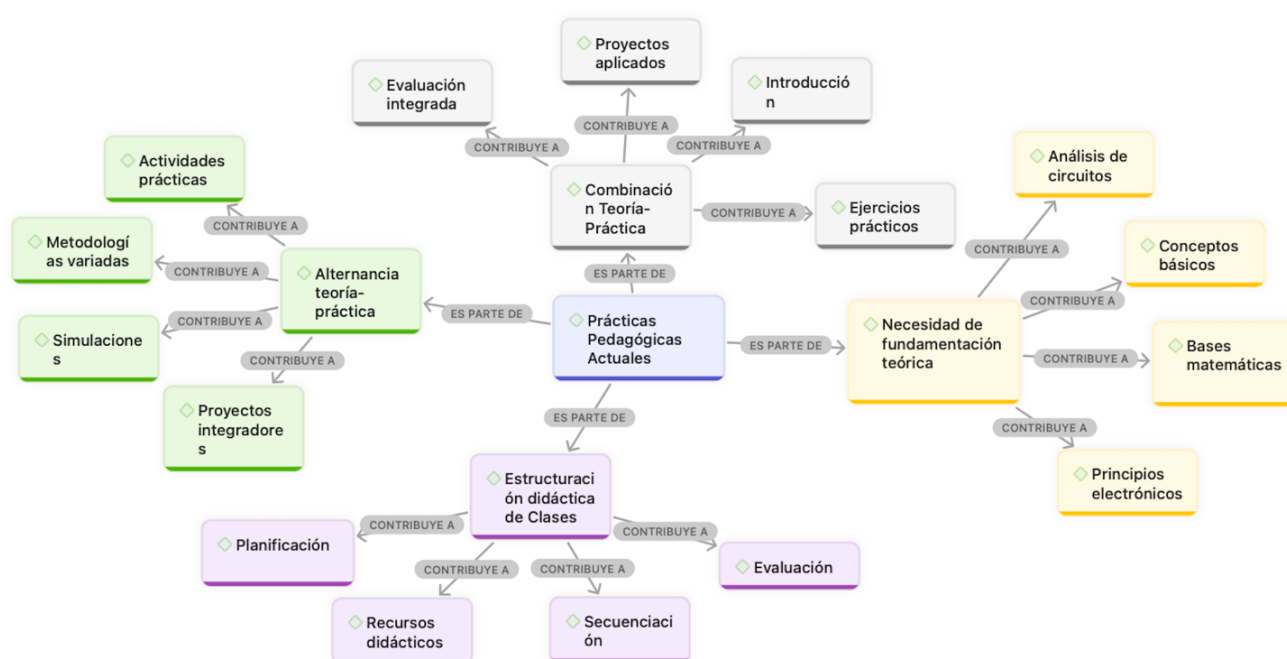 Proyectos
aplicados
Evaluación
integrada
Introducció
n
CONTRIBUYE A
CONTRIBUYE A
CONTRIBUYE A
Actividades
prácticas
Análisis de
circuitos
Combinació
n Teoría-
Práctica
CONTRIBUYE A
Ejercicios
prácticos
Metodologí
as variadas
CONTRIBUYE A
CONTRIBUYE A
Alternancia
teoría-
práctica
ES PARTE DE
CONTRIBUYE A
Conceptos
básicos
CONTRIBUYE A
Simulacione
s
CONTRIBUYE A
ES PARTE DE
Prácticas
Pedagógicas
Actuales
ES PARTE DE
Necesidad de
fundamentación
teórica
CONTRIBUYE A
Bases
matemáticas
CONTRIBUYE A
Proyectos
integradore
s
ES PARTE DE
CONTRIBUYE A
Principios
electrónicos
Estructuraci
ón didáctica
de Clases
CONTRIBUYE A
CONTRIBUYE A
Planificación
CONTRIBUYE A
CONTRIBUYE A
Evaluación
Recursos
didácticos
Secuenciaci
ón